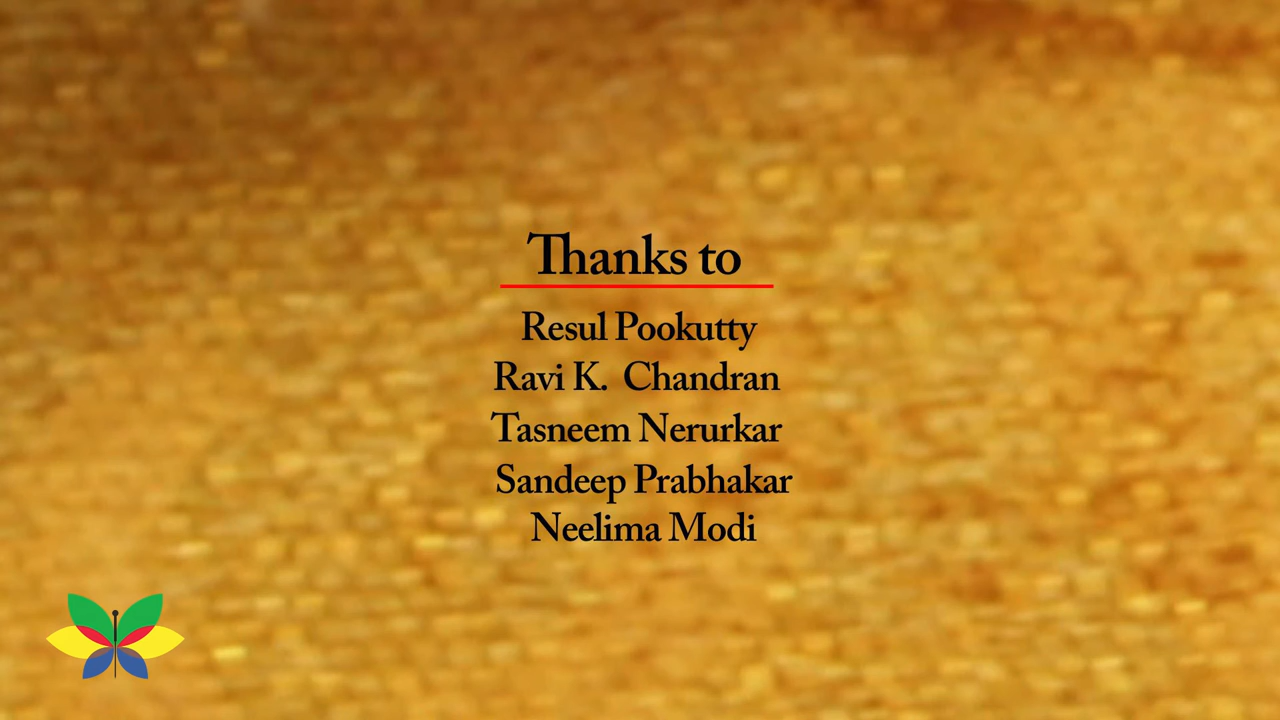 Thanks to
Resul Pookutty
Ravi K. Chandran
Tasneem Nerurkar
Sandeep Prabhakar
Neelima Modi